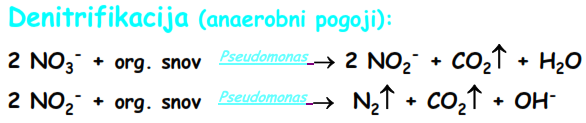 Denitrifikacija (anaerobni pogoji):
2 NO₃⁻ + org. snov Pseudomonas → 2 NO₂⁻ + CO₂↑ + H₂O
2 NO₂⁻ + org. snov Pseudomonas → N₂↑ + CO₂↑ + OH⁻